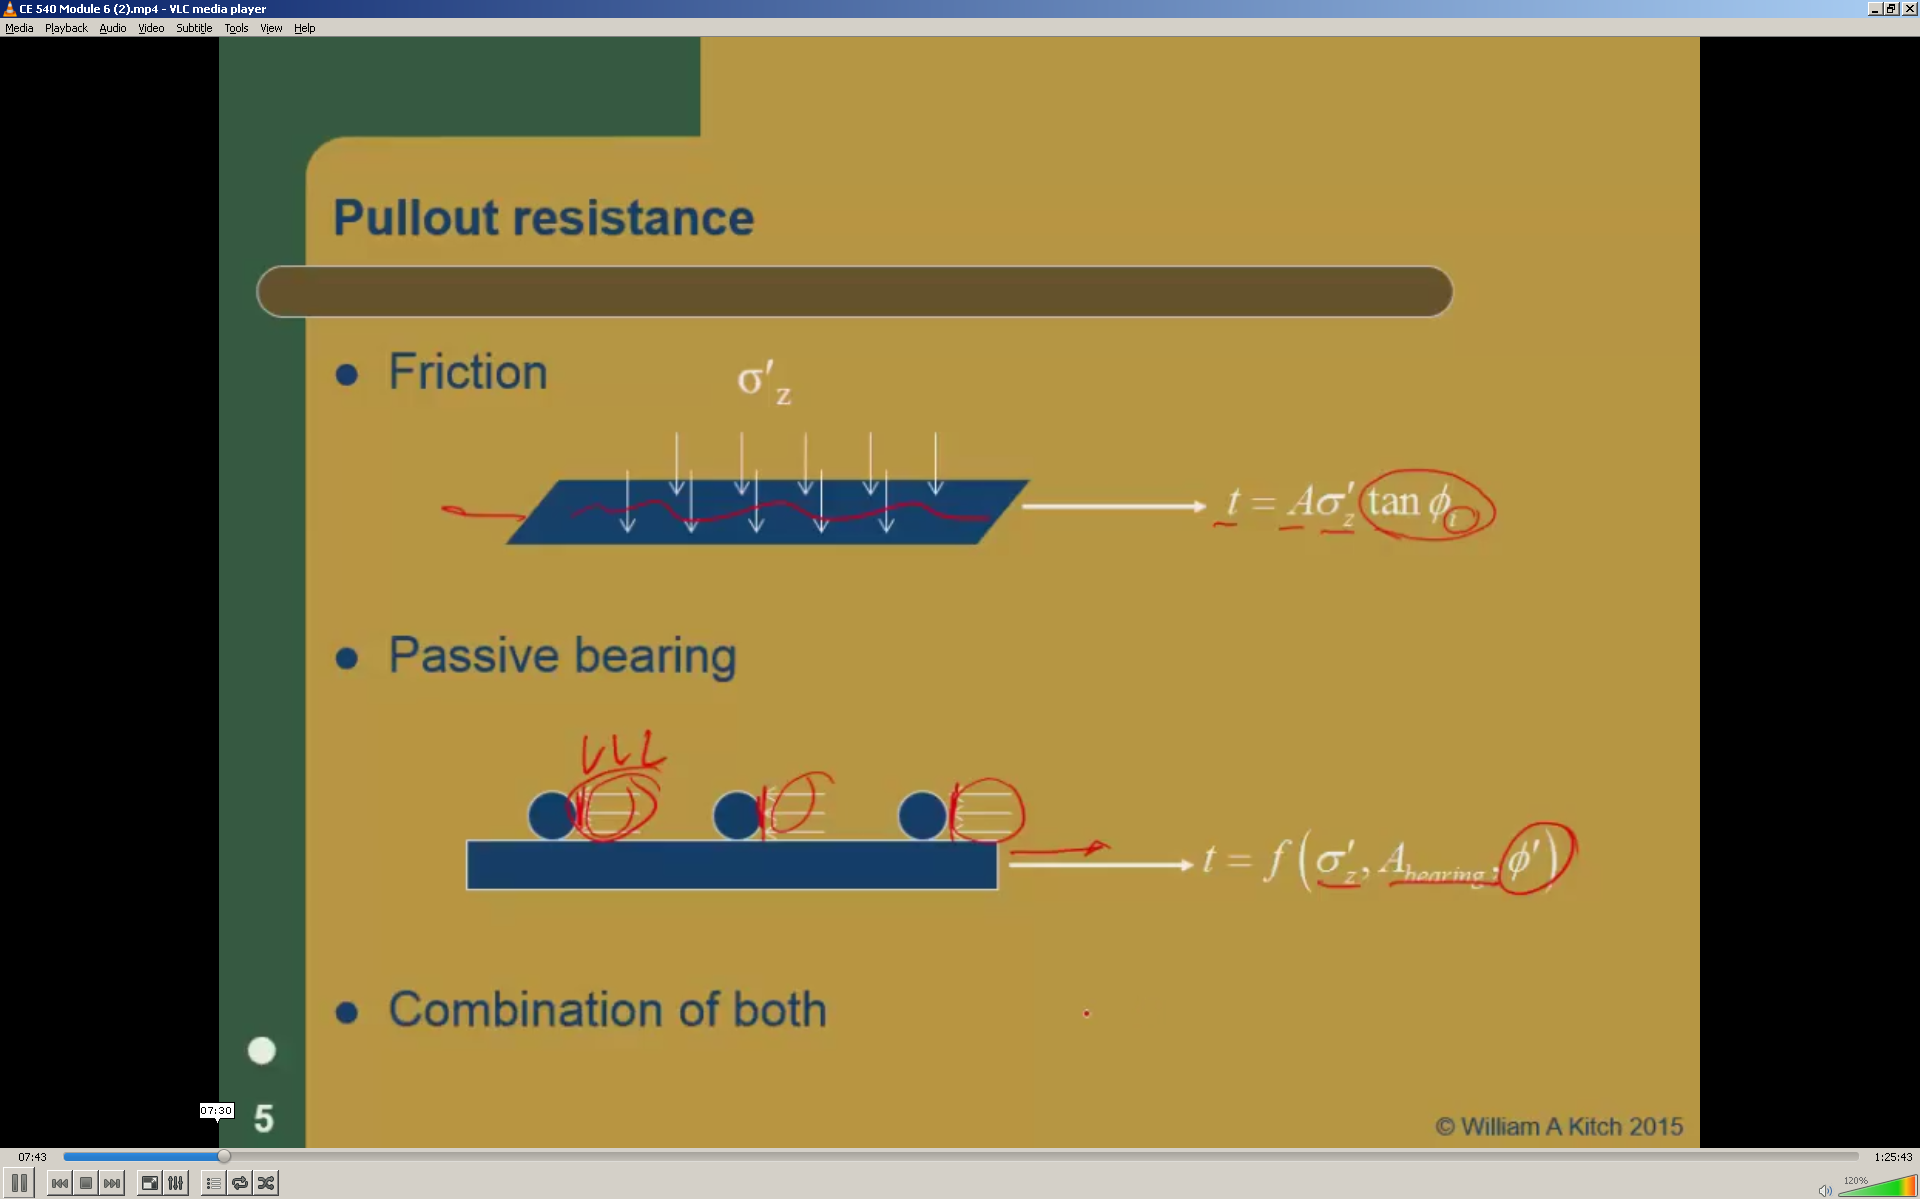 CE 540 Module 6 (2).mp4 - VLC media player
Media Playback Audio Video Subtitle Tools View Help
Pullout resistance
Friction
σ′z
t = Aσ′z tan ϕi
Passive bearing
t = f(σ′z, Abearing, ϕ′)
Combination of both
07:30
5
© William A Kitch 2015
07:43
1:25:43
120%